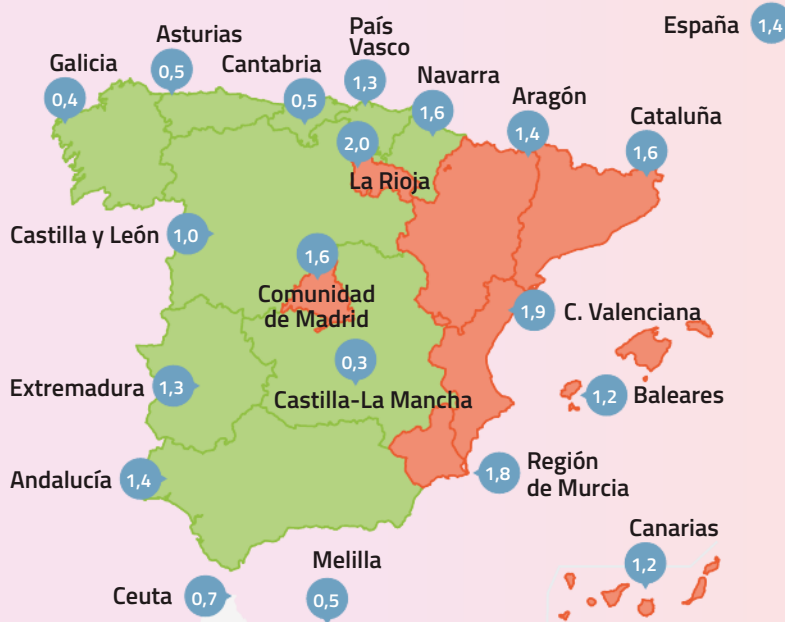 España
1,4
País
Vasco
1,3
Asturias
0,5
Cantabria
0,5
Galicia
0,4
Navarra
1,6
Aragón
1,4
Cataluña
1,6
2,0
La Rioja
Castilla y León
1,0
1,6
Comunidad
de Madrid
1,9
C. Valenciana
0,3
Castilla-La Mancha
Extremadura
1,3
1,2
Baleares
Andalucía
1,4
1,8
Región
de Murcia
Canarias
1,2
Melilla
0,5
Ceuta
0,7